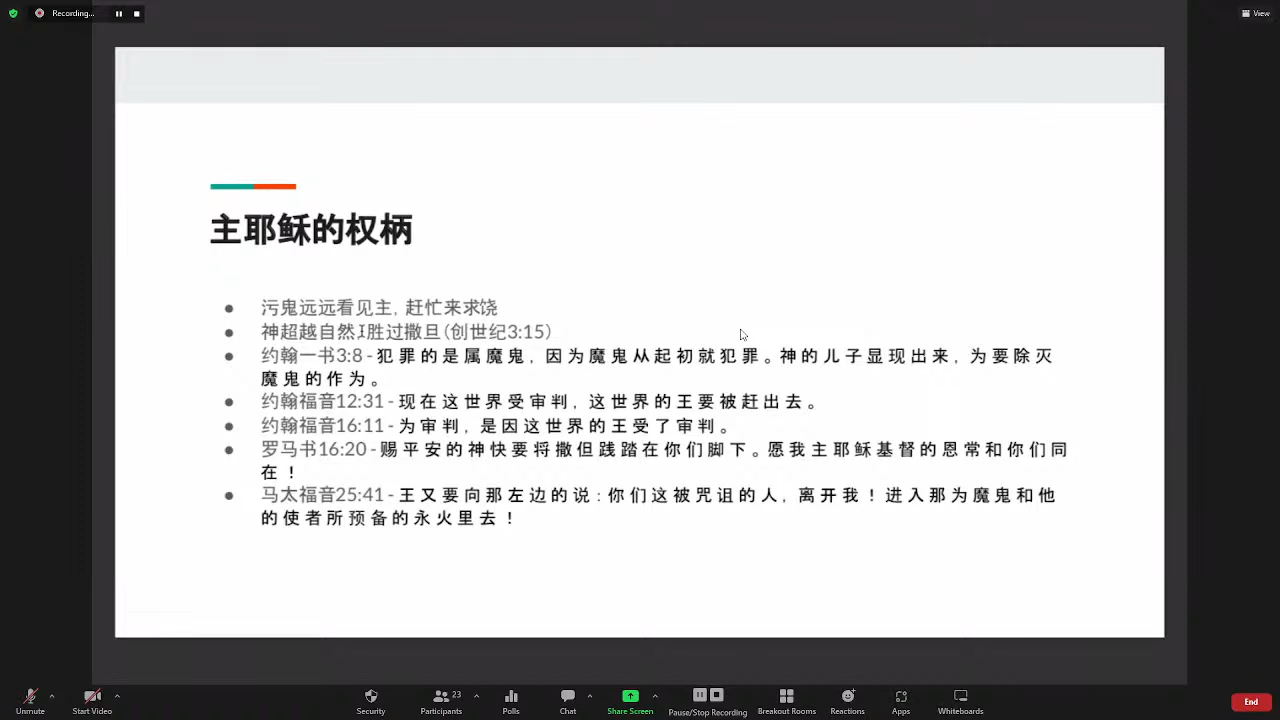 Recording...
View
主耶稣的权柄
● 污鬼远远看见主, 赶忙来求饶
● 神超越自然,胜过撒旦(创世纪3:15)
● 约翰一书3:8 - 犯罪的是属魔鬼, 因为魔鬼从起初就犯罪。神的儿子显现出来, 为要除灭
魔鬼的作为。
● 约翰福音12:31 - 现在这世界受审判, 这世界的王要被赶出去。
● 约翰福音16:11 - 为审判, 是因这世界的王受了审判。
● 罗马书16:20 - 赐平安的神快要将撒但践踏在你们脚下。愿我主耶稣基督的恩常和你们同
在!
● 马太福音25:41 - 王又要向那左边的说:你们这被咒诅的人, 离开我!进入那为魔鬼和他
的使者所预备的永火里去!
Unmute
Start Video
Security
Participants
23
Polls
Chat
Share Screen
Pause/Stop Recording
Breakout Rooms
Reactions
Apps
Whiteboards
End